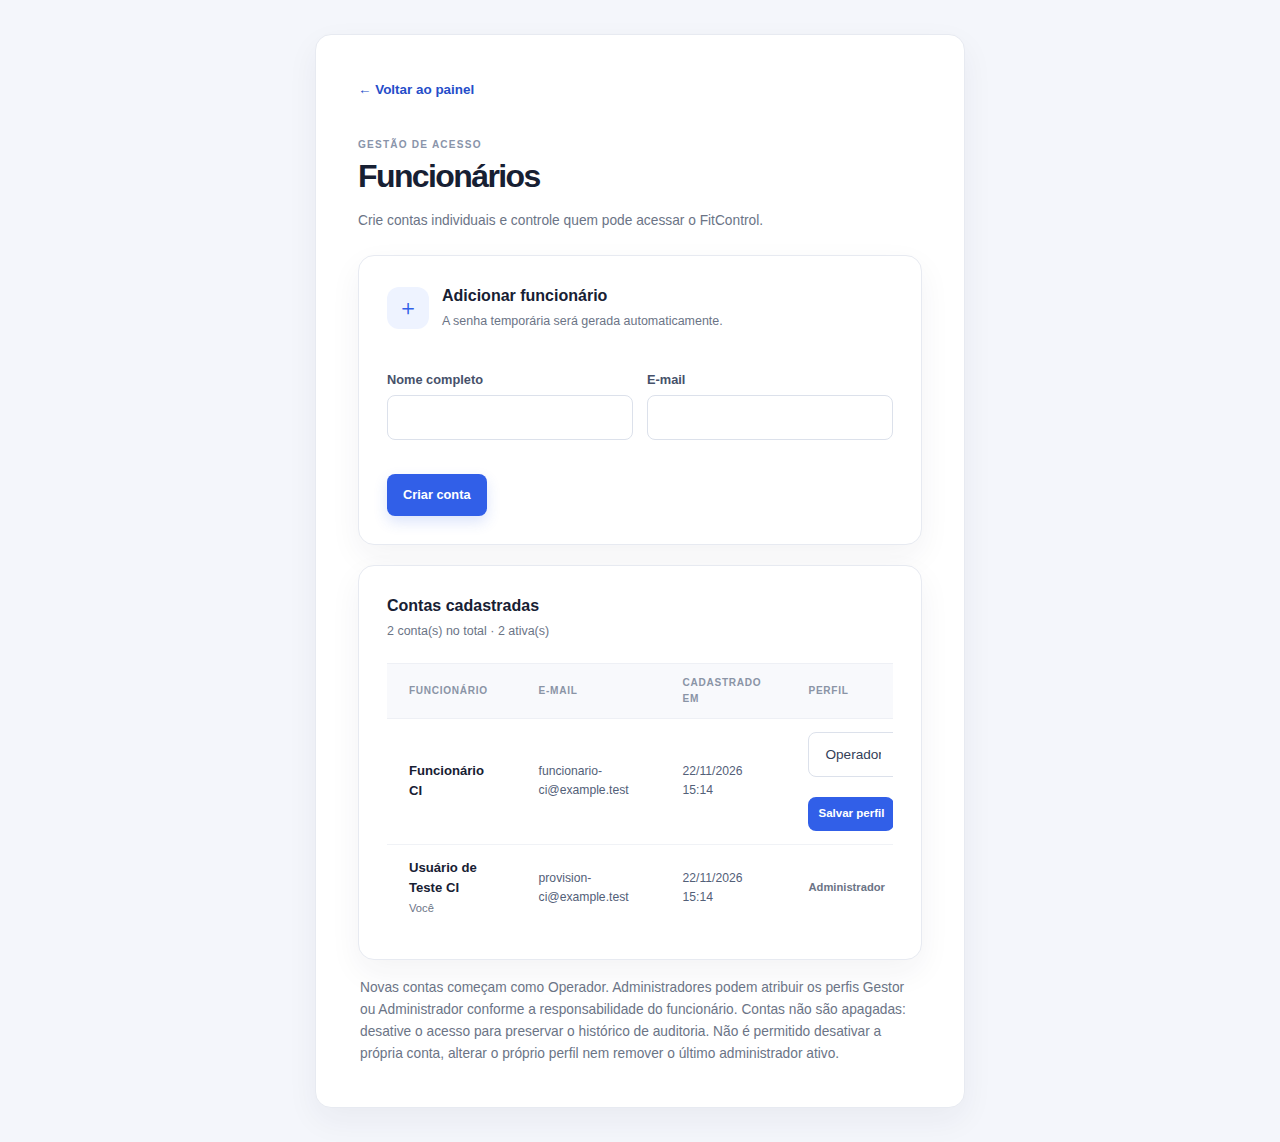 ← Voltar ao painel
GESTÃO DE ACESSO
Funcionários
Crie contas individuais e controle quem pode acessar o FitControl.
+
Adicionar funcionário
A senha temporária será gerada automaticamente.
Nome completo
E-mail
Criar conta
Contas cadastradas
2 conta(s) no total · 2 ativa(s)
FUNCIONÁRIO
E-MAIL
CADASTRADO
EM
PERFIL
Funcionário
CI
funcionario-
ci@example.test
22/11/2026
15:14
Operador
Salvar perfil
Usuário de
Teste CI
Você
provision-
ci@example.test
22/11/2026
15:14
Administrador
Novas contas começam como Operador. Administradores podem atribuir os perfis Gestor
ou Administrador conforme a responsabilidade do funcionário. Contas não são apagadas:
desative o acesso para preservar o histórico de auditoria. Não é permitido desativar a
própria conta, alterar o próprio perfil nem remover o último administrador ativo.